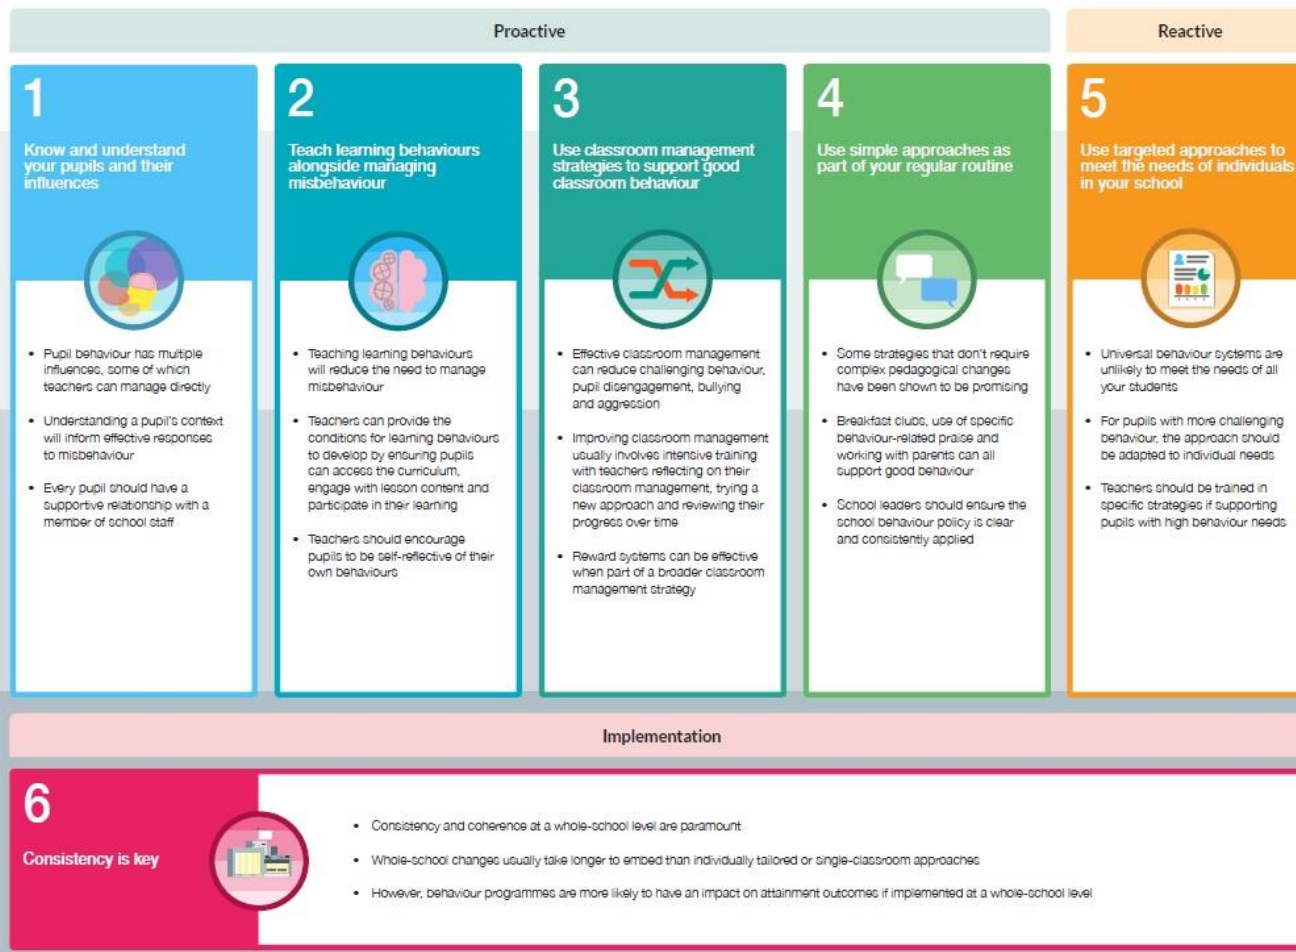 Proactive
Reactive
1
Know and understand
your pupils and their
influences
• Pupil behaviour has multiple
influences, some of which
teachers can manage directly
• Understanding a pupil's context
will inform effective responses
to misbehaviour
• Every pupil should have a
supportive relationship with a
member of school staff
2
Teach learning behaviours
alongside managing
misbehaviour
• Teaching learning behaviours
will reduce the need to manage
misbehaviour
• Teachers can provide the
conditions for learning behaviours
to develop by ensuring pupils
can access the curriculum,
engage with lesson content and
participate in their learning
• Teachers should encourage
pupils to be self-reflective of their
own behaviours
3
Use classroom management
strategies to support good
classroom behaviour
• Effective classroom management
can reduce challenging behaviour,
pupil disengagement, bullying
and aggression
• Improving classroom management
usually involves intensive training
with teachers reflecting on their
classroom management, trying a
new approach and reviewing their
progress over time
• Reward systems can be effective
when part of a broader classroom
management strategy
4
Use simple approaches as
part of your regular routine
• Some strategies that don't require
complex pedagogical changes
have been shown to be promising
• Breakfast clubs, use of specific
behaviour-related praise and
working with parents can all
support good behaviour
• School leaders should ensure the
school behaviour policy is clear
and consistently applied
5
Use targeted approaches to
meet the needs of individuals
in your school
• Universal behaviour systems are
unlikely to meet the needs of all
your students
• For pupils with more challenging
behaviour, the approach should
be adapted to individual needs
• Teachers should be trained in
specific strategies if supporting
pupils with high behaviour needs
Implementation
6
Consistency is key
• Consistency and coherence at a whole-school level are paramount
• Whole-school changes usually take longer to embed than individually tailored or single-classroom approaches
• However, behaviour programmes are more likely to have an impact on attainment outcomes if implemented at a whole-school level